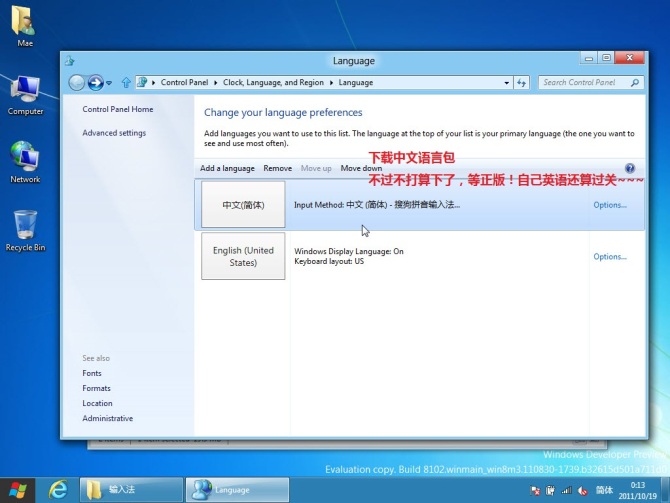 Mae
Computer
Network
Recycle Bin
Language
Control Panel
Clock, Language, and Region
Language
Search Control Panel
Control Panel Home
Advanced settings
Change your language preferences
Add languages you want to use to this list. The language at the top of your list is your primary language (the one you want
to see and use most often).
下载中文语言包
Add a language
Remove
Move up
Move down
不过不打算下了，等正版！自己英语还算过关~~~
中文(简体)
Input Method: 中文 (简体) - 搜狗拼音输入法...
Options...
English (United
States)
Windows Display Language: On
Keyboard layout: US
Options...
See also
Fonts
Formats
Location
Administrative
Windows Developer
Evaluation copy. Build 8102.winmain_win8m3.110830-1739.b32615d501a711d0
输入法
Language
简体
0:13
2011/10/10